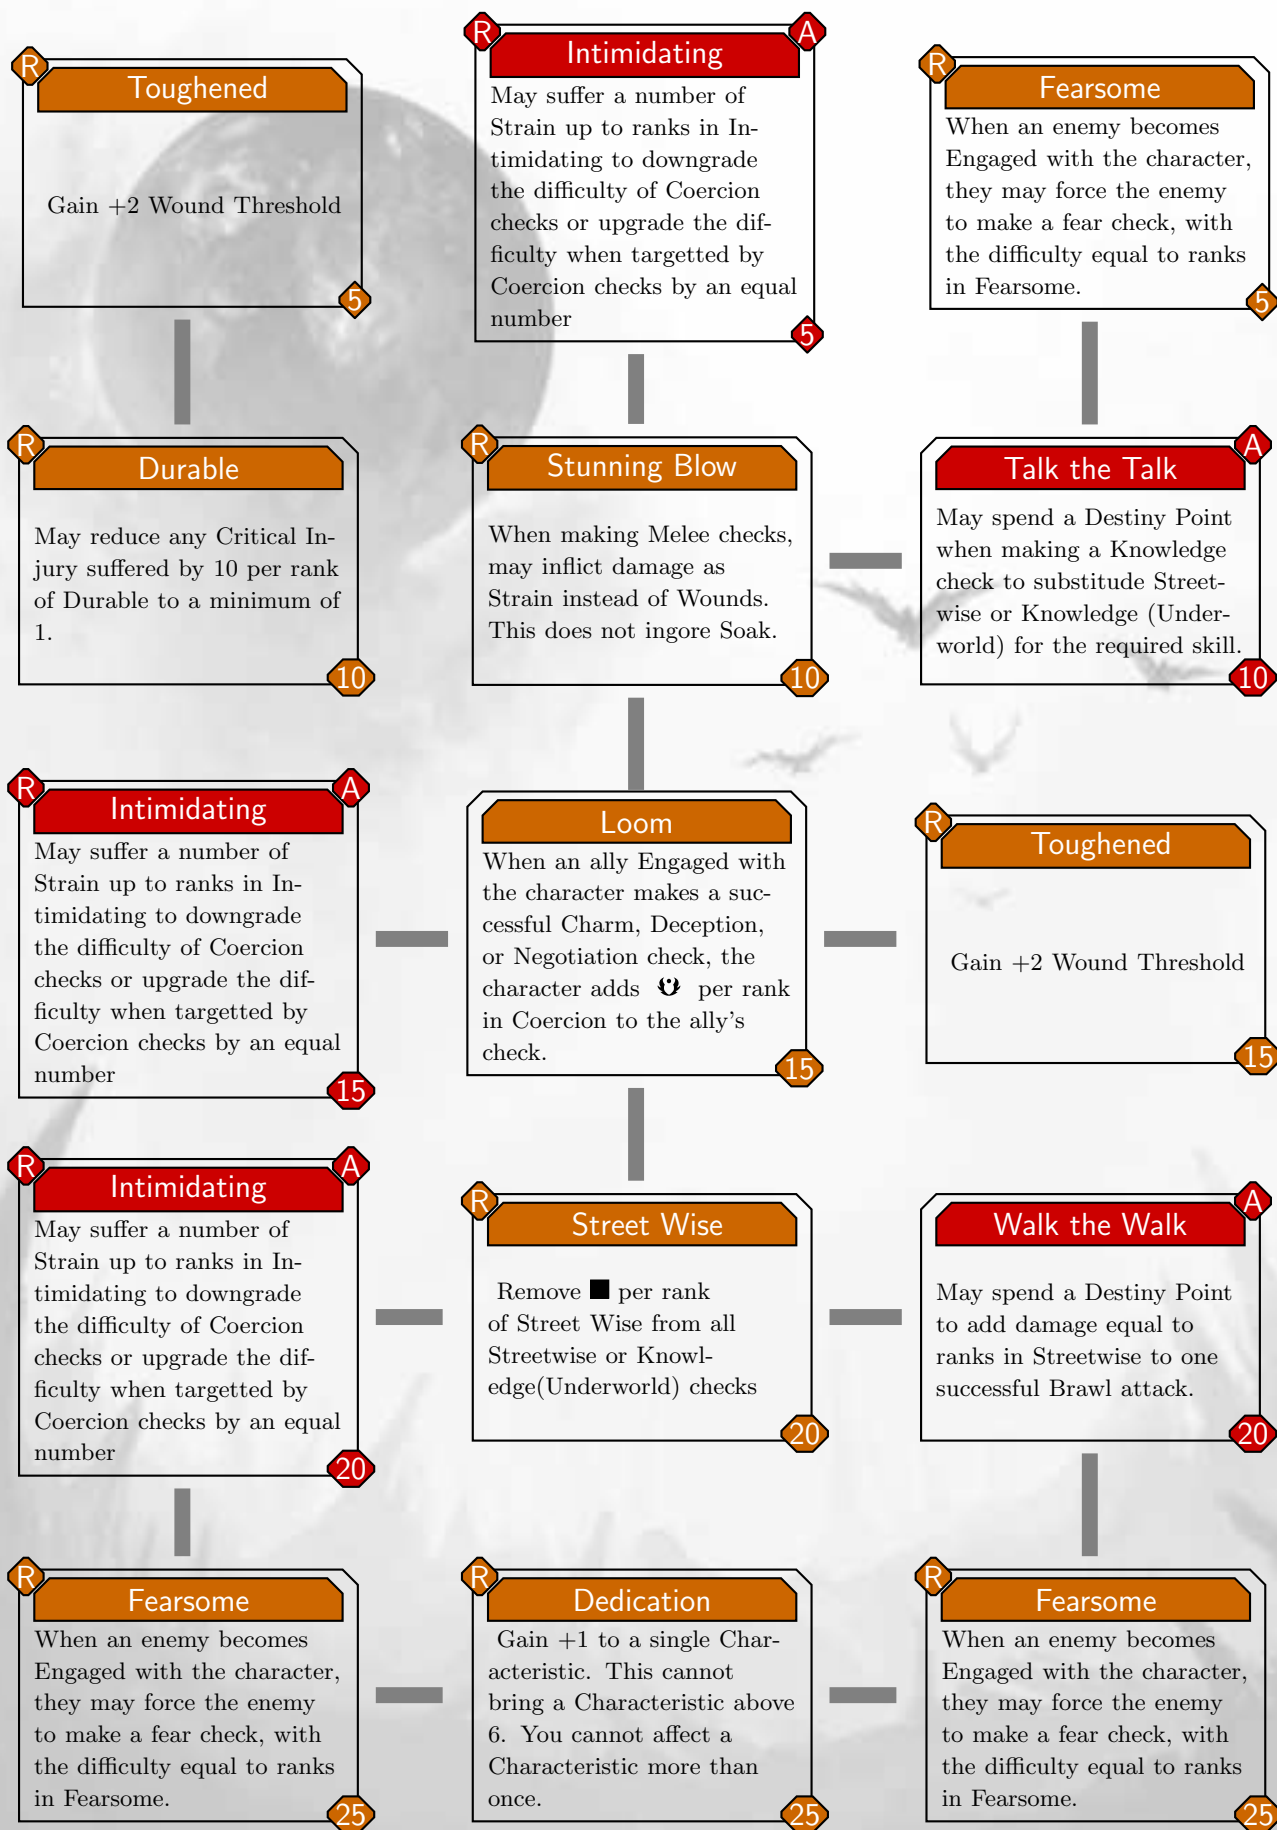 R
Toughened
Gain +2 Wound Threshold
5
R
A
Intimidating
May suffer a number of
Strain up to ranks in In-
timidating to downgrade
the difficulty of Coercion
checks or upgrade the dif-
ficulty when targetted by
Coercion checks by an equal
number
5
R
Fearsome
When an enemy becomes
Engaged with the character,
they may force the enemy
to make a fear check, with
the difficulty equal to ranks
in Fearsome.
5
R
Durable
May reduce any Critical In-
jury suffered by 10 per rank
of Durable to a minimum of
1.
10
R
Stunning Blow
When making Melee checks,
may inflict damage as
Strain instead of Wounds.
This does not ingore Soak.
10
A
Talk the Talk
May spend a Destiny Point
when making a Knowledge
check to substitude Street-
wise or Knowledge (Under-
world) for the required skill.
10
R
A
Intimidating
May suffer a number of
Strain up to ranks in In-
timidating to downgrade
the difficulty of Coercion
checks or upgrade the dif-
ficulty when targetted by
Coercion checks by an equal
number
15
Loom
When an ally Engaged with
the character makes a suc-
cessful Charm, Deception,
or Negotiation check, the
character adds per rank
in Coercion to the ally's
check.
15
R
Toughened
Gain +2 Wound Threshold
15
R
A
Intimidating
May suffer a number of
Strain up to ranks in In-
timidating to downgrade
the difficulty of Coercion
checks or upgrade the dif-
ficulty when targetted by
Coercion checks by an equal
number
20
R
Street Wise
Remove ■ per rank
of Street Wise from all
Streetwise or Knowl-
edge(Underworld) checks
20
A
Walk the Walk
May spend a Destiny Point
to add damage equal to
ranks in Streetwise to one
successful Brawl attack.
20
R
Fearsome
When an enemy becomes
Engaged with the character,
they may force the enemy
to make a fear check, with
the difficulty equal to ranks
in Fearsome.
25
R
Dedication
Gain +1 to a single Char-
acteristic. This cannot
bring a Characteristic above
6. You cannot affect a
Characteristic more than
once.
25
R
Fearsome
When an enemy becomes
Engaged with the character,
they may force the enemy
to make a fear check, with
the difficulty equal to ranks
in Fearsome.
25